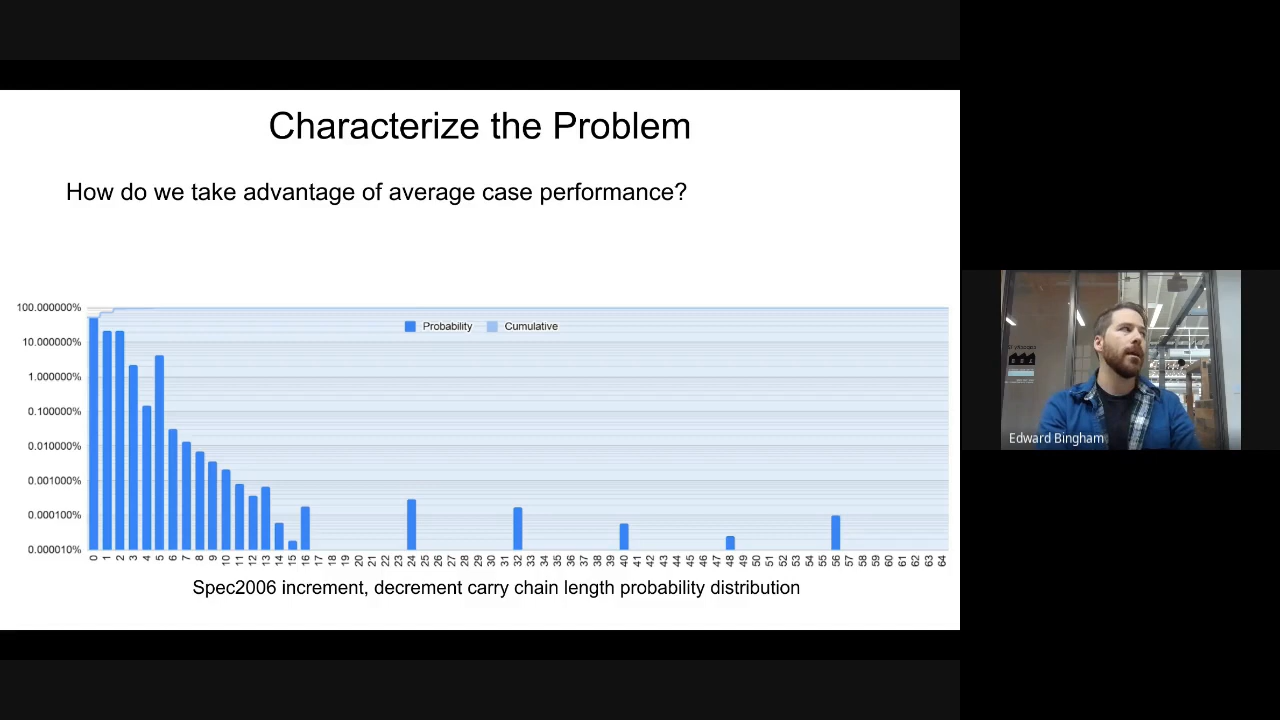 Characterize the Problem
How do we take advantage of average case performance?
100.000000%
10.000000%
1.000000%
0.100000%
0.010000%
0.001000%
0.000100%
0.000010%
Probability
Cumulative
0 1 2 3 4 5 6 7 8 9 10 11 12 13 14 15 16 17 18 19 20 21 22 23 24 25 26 27 28 29 30 31 32 33 34 35 36 37 38 39 40 41 42 43 44 45 46 47 48 49 50 51 52 53 54 55 56 57 58 59 60 61 62 63 64
Spec2006 increment, decrement carry chain length probability distribution
Edward Bingham